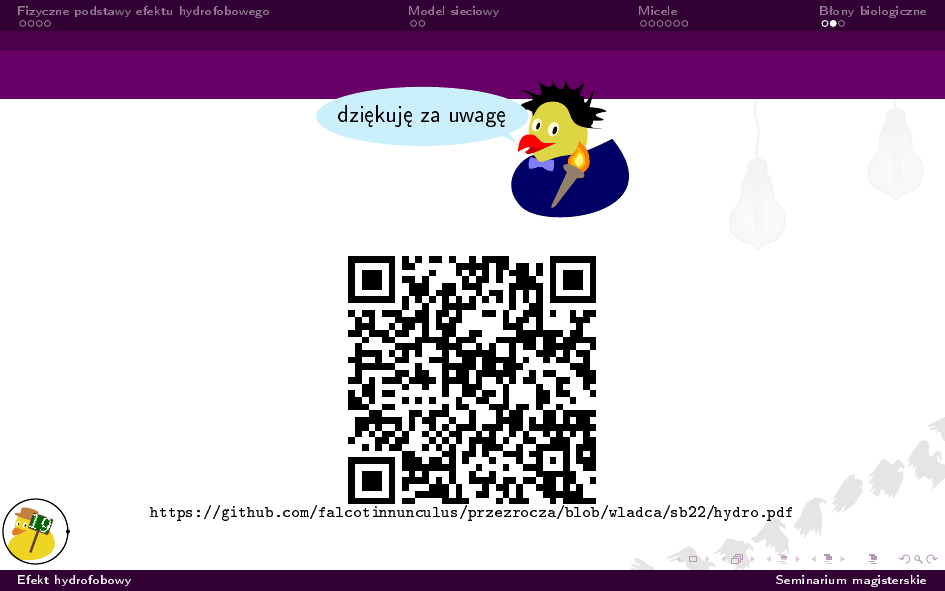 Fizyczne podstawy efektu hydrofobowego Model sieciowy Micele Błony biologiczne
dziękuję za uwagę
https://github.com/falcotinnunculus/przezrocza/blob/wladca/sb22/hydro.pdf
19
Efekt hydrofobowy Seminarium magisterskie